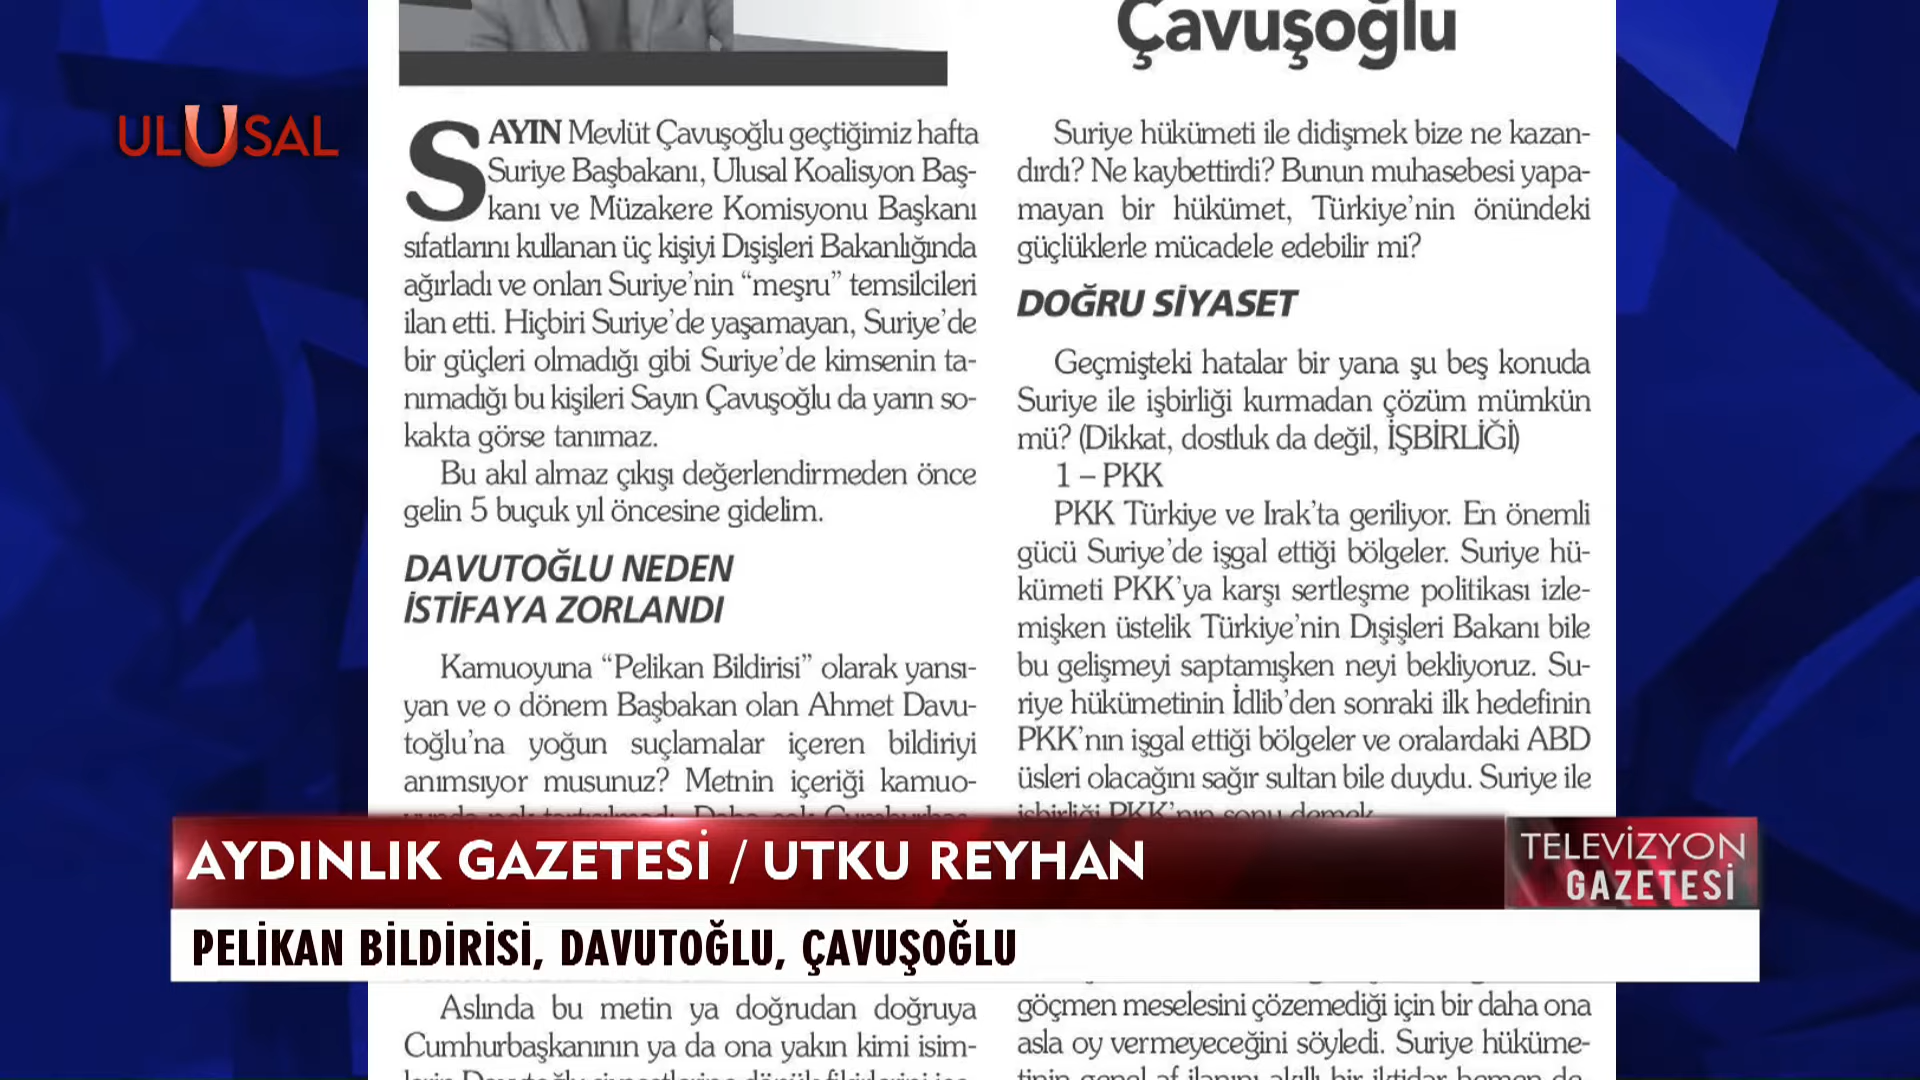 Çavuşoğlu
ULUSAL
SAYIN Mevlüt Çavuşoğlu geçtiğimiz hafta
Suriye Başbakanı, Ulusal Koalisyon Baş-
kanı ve Müzakere Komisyonu Başkanı
sıfatlarını kullanan üç kişiyi Dışişleri Bakanlığında
ağırladı ve onları Suriye’nin “meşru” temsilcileri
ilan etti. Hiçbiri Suriye’de yaşamayan, Suriye’de
bir güçleri olmadığı gibi Suriye’de kimsenin ta-
nımadığı bu kişileri Sayın Çavuşoğlu da yarın so-
kakta görse tanımaz.
Bu akıl almaz çıkışı değerlendirmeden önce
gelin 5 buçuk yıl öncesine gidelim.
DAVUTOĞLU NEDEN
İSTİFAYA ZORLANDI
Kamuoyuna “Pelikan Bildirisi” olarak yansı-
yan ve o dönem Başbakan olan Ahmet Davu-
toğlu’na yoğun suçlamalar içeren bildiriyi
anımsıyor musunuz? Metnin içeriği kamuo-
Aslında bu metin ya doğrudan doğruya
Cumhurbaşkanının ya da ona yakın kimi isim-
Suriye hükümeti ile didişmek bize ne kazan-
dırdı? Ne kaybettirdi? Bunun muhasebesi yapa-
mayan bir hükümet, Türkiye’nin önündeki
güçlüklerle mücadele edebilir mi?
DOĞRU SİYASET
Geçmişteki hatalar bir yana şu beş konuda
Suriye ile işbirliği kurmadan çözüm mümkün
mü? (Dikkat, dostluk da değil, İŞBİRLİĞİ)
1 – PKK
PKK Türkiye ve Irak’ta geriliyor. En önemli
gücü Suriye’de işgal ettiği bölgeler. Suriye hü-
kümeti PKK’ya karşı sertleşme politikası izle-
mişken üstelik Türkiye’nin Dışişleri Bakanı bile
bu gelişmeyi saptamışken neyi bekliyoruz. Su-
riye hükümetinin İdlib’den sonraki ilk hedefinin
PKK’nın işgal ettiği bölgeler ve oralardaki ABD
üsleri olacağını sağır sultan bile duydu. Suriye ile
işbirliği PKK’nın sonu demek.
göçmen meselesini çözemediği için bir daha ona
asla oy vermeyeceğini söyledi. Suriye hüküme-
AYDINLIK GAZETESİ / UTKU REYHAN
TELEVİZYON
GAZETESİ
PELİKAN BİLDİRİSİ, DAVUTOĞLU, ÇAVUŞOĞLU